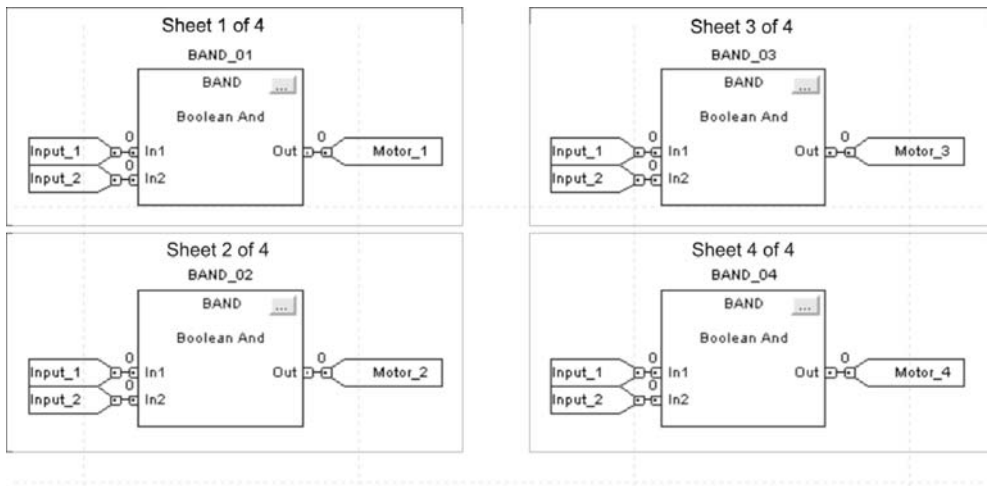 Sheet 1 of 4
BAND_01
BAND
...
Boolean And
0
0
Input_1
In1
Out
Motor_1
0
Input_2
In2
Sheet 3 of 4
BAND_03
BAND
...
Boolean And
0
0
Input_1
In1
Out
Motor_3
0
Input_2
In2
Sheet 2 of 4
BAND_02
BAND
...
Boolean And
0
0
Input_1
In1
Out
Motor_2
0
Input_2
In2
Sheet 4 of 4
BAND_04
BAND
...
Boolean And
0
0
Input_1
In1
Out
Motor_4
0
Input_2
In2